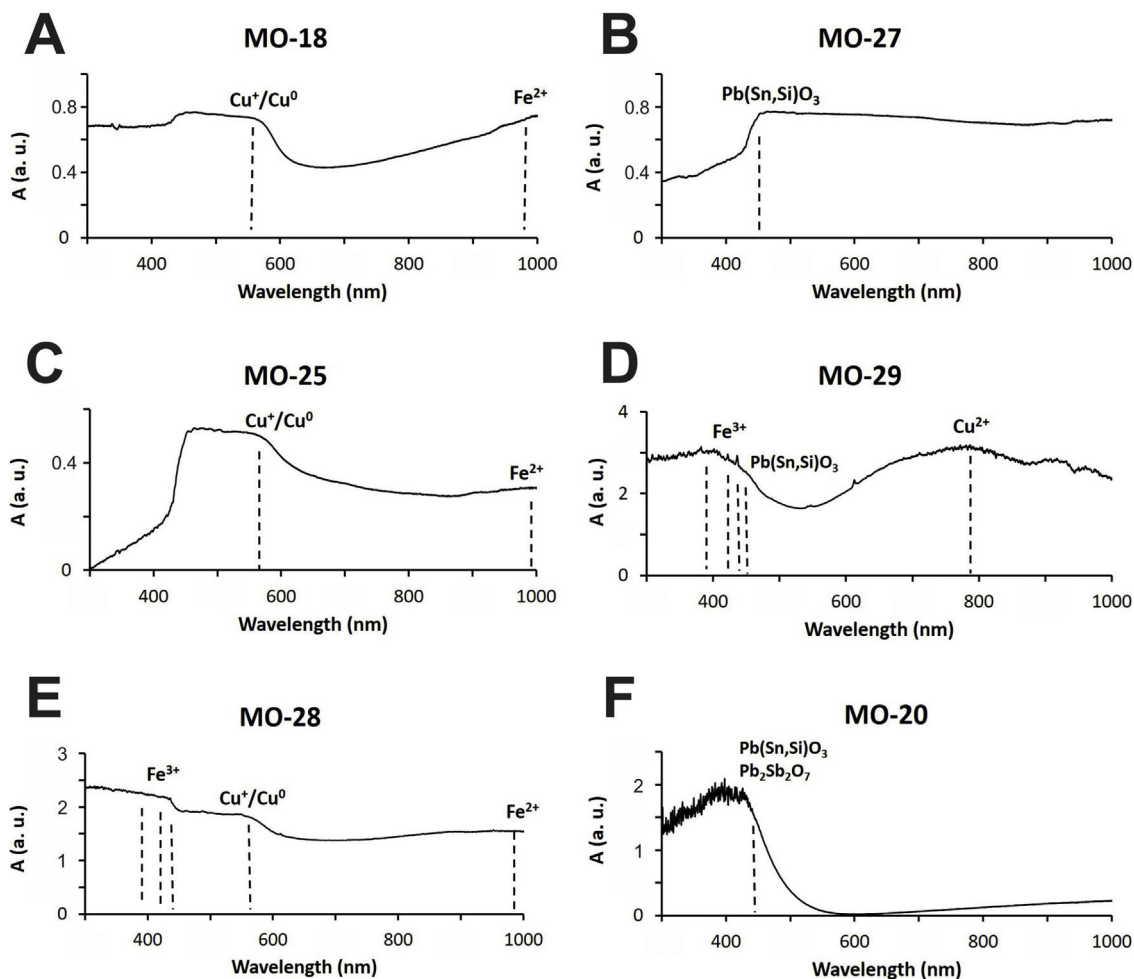 A
MO-18
A (a. u.)
0.8
0.4
0
Cu⁺/Cu⁰
Fe²⁺
400
600
800
1000
Wavelength (nm)
B
MO-27
A (a. u.)
0.8
0.4
0
Pb(Sn,Si)O₃
400
600
800
1000
Wavelength (nm)
C
MO-25
A (a. u.)
0.4
0
Cu⁺/Cu⁰
Fe²⁺
400
600
800
1000
Wavelength (nm)
D
MO-29
A (a. u.)
4
2
0
Fe³⁺
Pb(Sn,Si)O₃
Cu²⁺
400
600
800
1000
Wavelength (nm)
E
MO-28
A (a. u.)
3
2
1
0
Fe³⁺
Cu⁺/Cu⁰
Fe²⁺
400
600
800
1000
Wavelength (nm)
F
MO-20
A (a. u.)
2
1
0
Pb(Sn,Si)O₃
Pb₂Sb₂O₇
400
600
800
1000
Wavelength (nm)